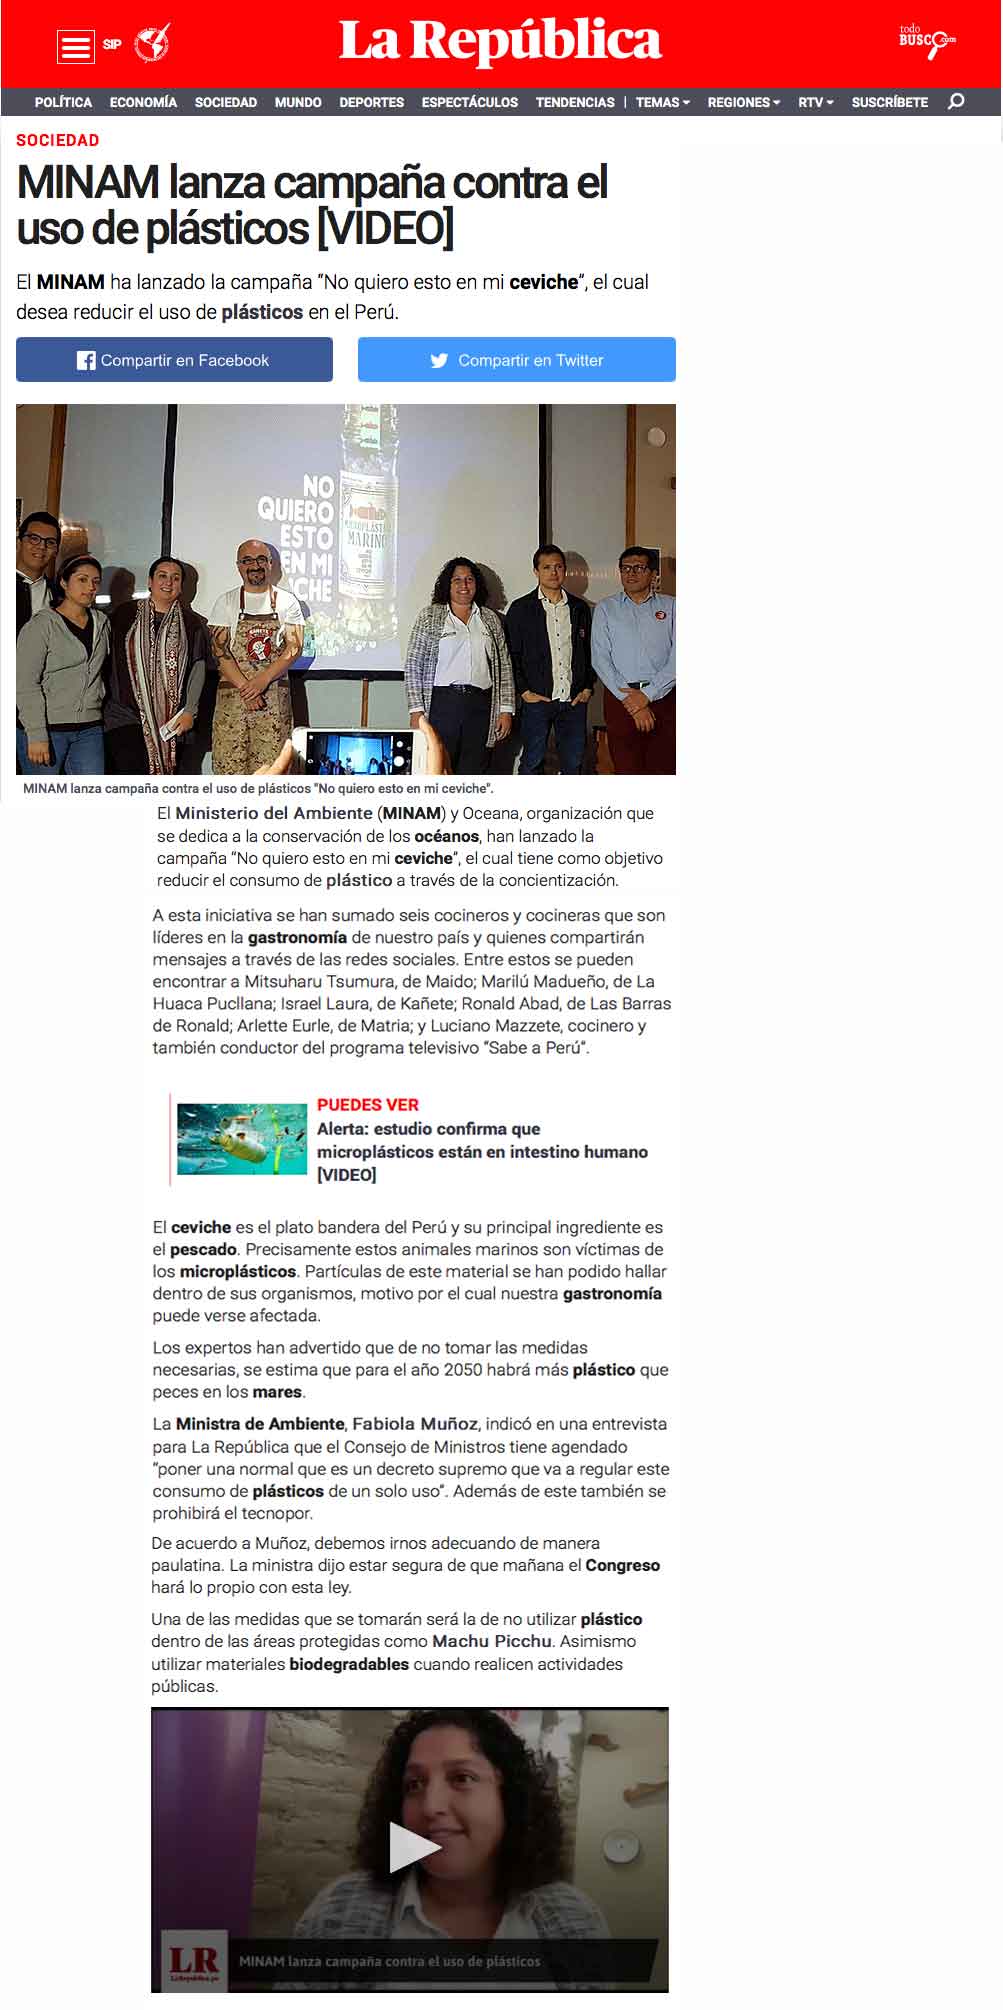 SIP
La República
todo
BUSCO.com
POLÍTICA ECONOMÍA SOCIEDAD MUNDO DEPORTES ESPECTÁCULOS TENDENCIAS | TEMAS REGIONES RTV SUSCRÍBETE
SOCIEDAD
MINAM lanza campaña contra el
uso de plásticos [VIDEO]
El MINAM ha lanzado la campaña “No quiero esto en mi ceviche”, el cual
desea reducir el uso de plásticos en el Perú.
Compartir en Facebook
Compartir en Twitter
NO
QUIERO
ESTO
EN MI
MARINO
MINAM lanza campaña contra el uso de plásticos "No quiero esto en mi ceviche".
El Ministerio del Ambiente (MINAM) y Oceana, organización que
se dedica a la conservación de los océanos, han lanzado la
campaña “No quiero esto en mi ceviche”, el cual tiene como objetivo
reducir el consumo de plástico a través de la concientización.
A esta iniciativa se han sumado seis cocineros y cocineras que son
líderes en la gastronomía de nuestro país y quienes compartirán
mensajes a través de las redes sociales. Entre estos se pueden
encontrar a Mitsuharu Tsumura, de Maido; Marilú Madueño, de La
Huaca Pucllana; Israel Laura, de Kañete; Ronald Abad, de Las Barras
de Ronald; Arlette Eurle, de Matria; y Luciano Mazzete, cocinero y
también conductor del programa televisivo “Sabe a Perú”.
PUEDES VER
Alerta: estudio confirma que
microplásticos están en intestino humano
[VIDEO]
El ceviche es el plato bandera del Perú y su principal ingrediente es
el pescado. Precisamente estos animales marinos son víctimas de
los microplásticos. Partículas de este material se han podido hallar
dentro de sus organismos, motivo por el cual nuestra gastronomía
puede verse afectada.
Los expertos han advertido que de no tomar las medidas
necesarias, se estima que para el año 2050 habrá más plástico que
peces en los mares.
La Ministra de Ambiente, Fabiola Muñoz, indicó en una entrevista
para La República que el Consejo de Ministros tiene agendado
“poner una normal que es un decreto supremo que va a regular este
consumo de plásticos de un solo uso”. Además de este también se
prohibirá el tecnopor.
De acuerdo a Muñoz, debemos irnos adecuando de manera
paulatina. La ministra dijo estar segura de que mañana el Congreso
hará lo propio con esta ley.
Una de las medidas que se tomarán será la de no utilizar plástico
dentro de las áreas protegidas como Machu Picchu. Asimismo
utilizar materiales biodegradables cuando realicen actividades
públicas.
LR
LaRepública.pe
MINAM lanza campaña contra el uso de plásticos